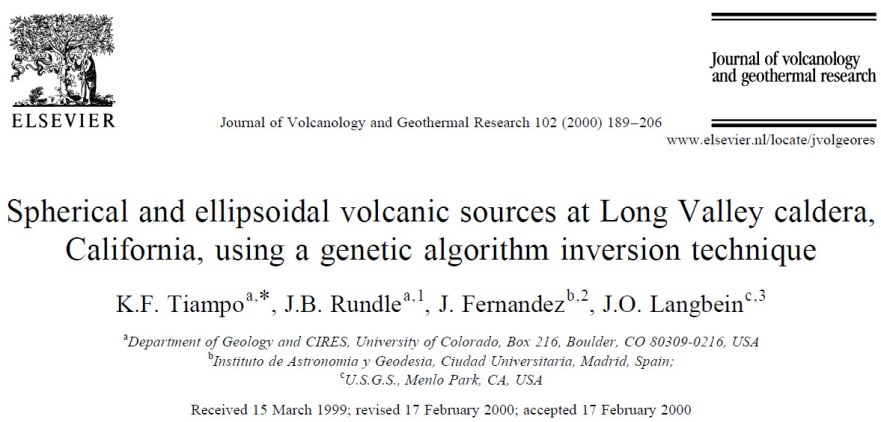 ELSEVIER
Journal of Volcanology and Geothermal Research 102 (2000) 189–206
Journal of volcanology
and geothermal research
www.elsevier.nl/locate/jvolgeores
Spherical and ellipsoidal volcanic sources at Long Valley caldera,
California, using a genetic algorithm inversion technique
K.F. Tiampo^a,*, J.B. Rundle^a,1, J. Fernandez^b,2, J.O. Langbein^c,3
^aDepartment of Geology and CIRES, University of Colorado, Box 216, Boulder, CO 80309-0216, USA
^bInstituto de Astronomia y Geodesia, Ciudad Universitaria, Madrid, Spain;
^cU.S.G.S., Menlo Park, CA, USA
Received 15 March 1999; revised 17 February 2000; accepted 17 February 2000